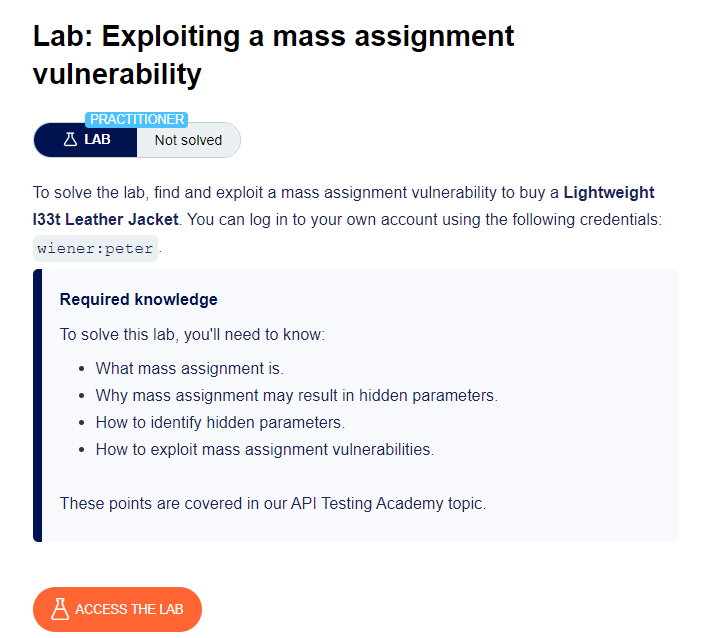 Lab: Exploiting a mass assignment
vulnerability
PRACTITIONER
LAB
Not solved
To solve the lab, find and exploit a mass assignment vulnerability to buy a Lightweight
l33t Leather Jacket. You can log in to your own account using the following credentials:
wiener:peter.
Required knowledge
To solve this lab, you'll need to know:
• What mass assignment is.
• Why mass assignment may result in hidden parameters.
• How to identify hidden parameters.
• How to exploit mass assignment vulnerabilities.
These points are covered in our API Testing Academy topic.
ACCESS THE LAB